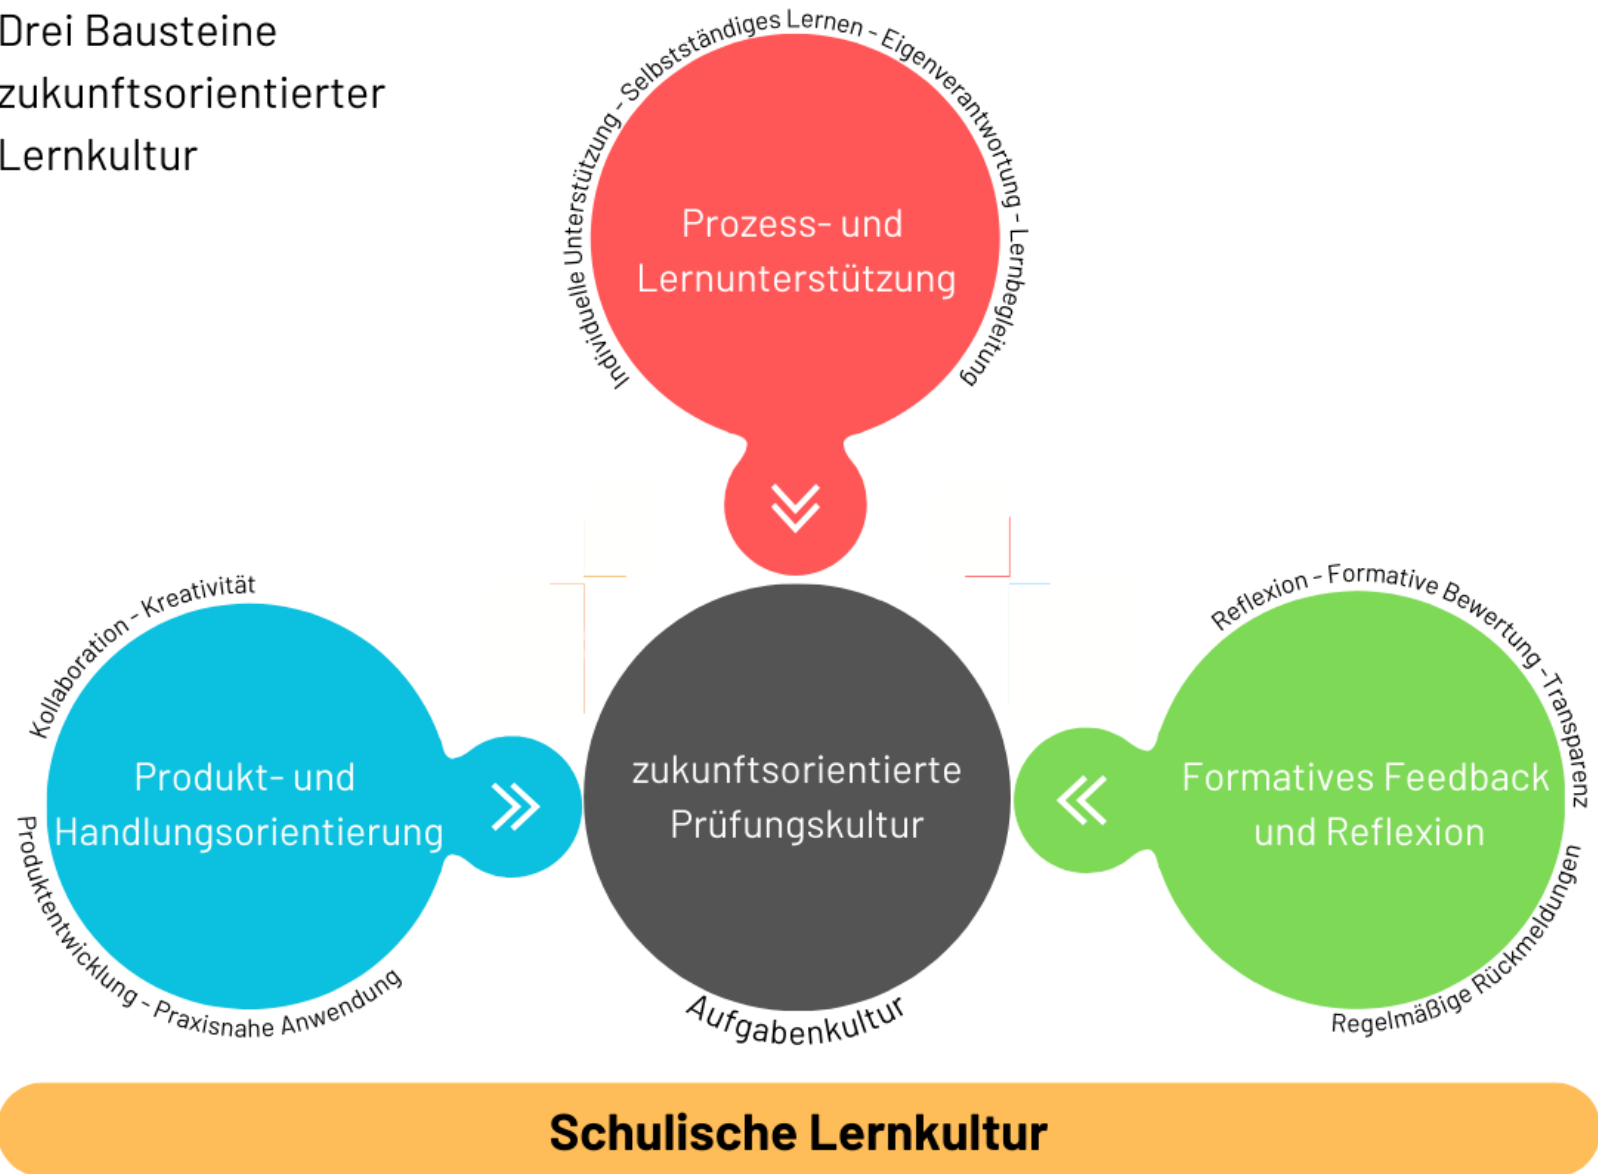 Drei Bausteine
zukunftsorientierter
Lernkultur
Individuelle Unterstützung - Selbstständiges Lernen - Eigenverantwortung - Lernbegleitung
Prozess- und
Lernunterstützung
Kollaboration - Kreativität
Produkt- und
Handlungsorientierung
Produktentwicklung - Praxisnahe Anwendung
zukunftsorientierte
Prüfungskultur
Aufgabenkultur
Reflexion - Formative Bewertung -Transparenz
Formatives Feedback
und Reflexion
Regelmäßige Rückmeldungen
Schulische Lernkultur